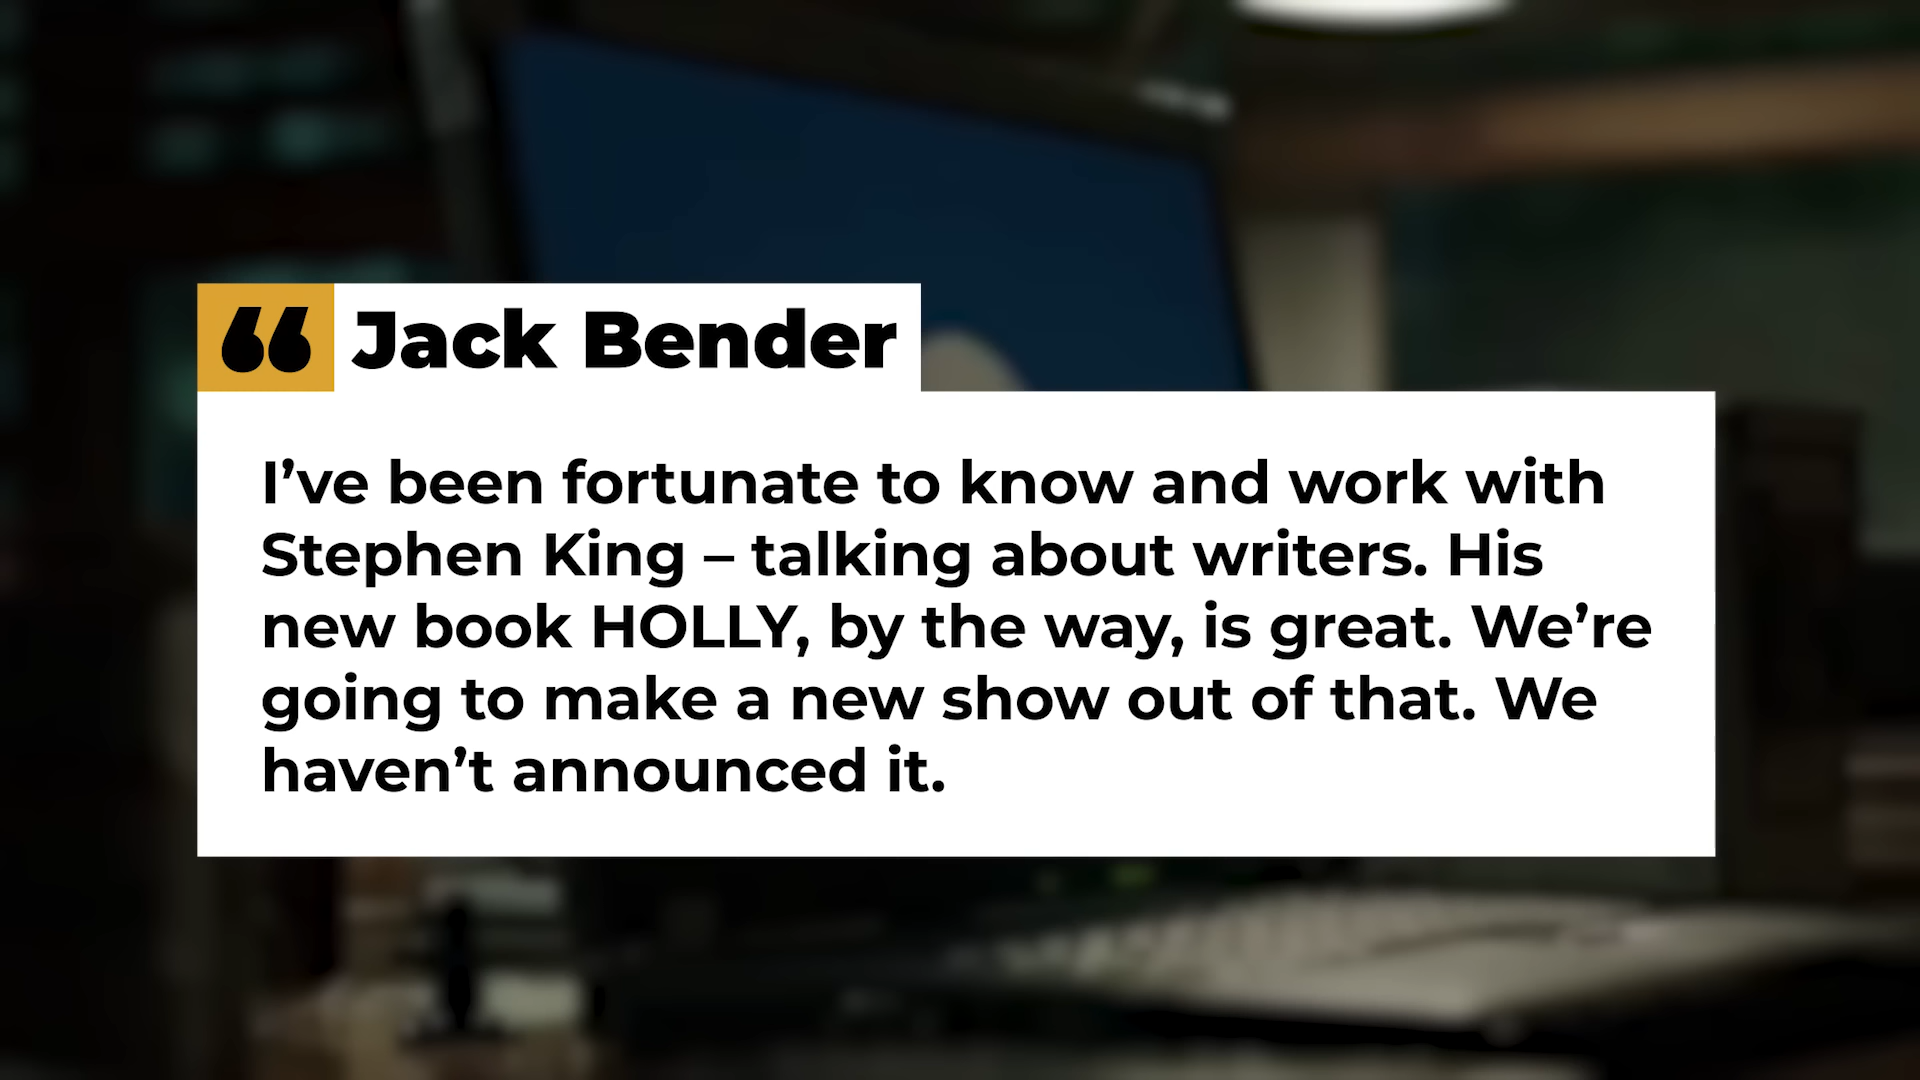 “ Jack Bender
I’ve been fortunate to know and work with
Stephen King – talking about writers. His
new book HOLLY, by the way, is great. We’re
going to make a new show out of that. We
haven’t announced it.